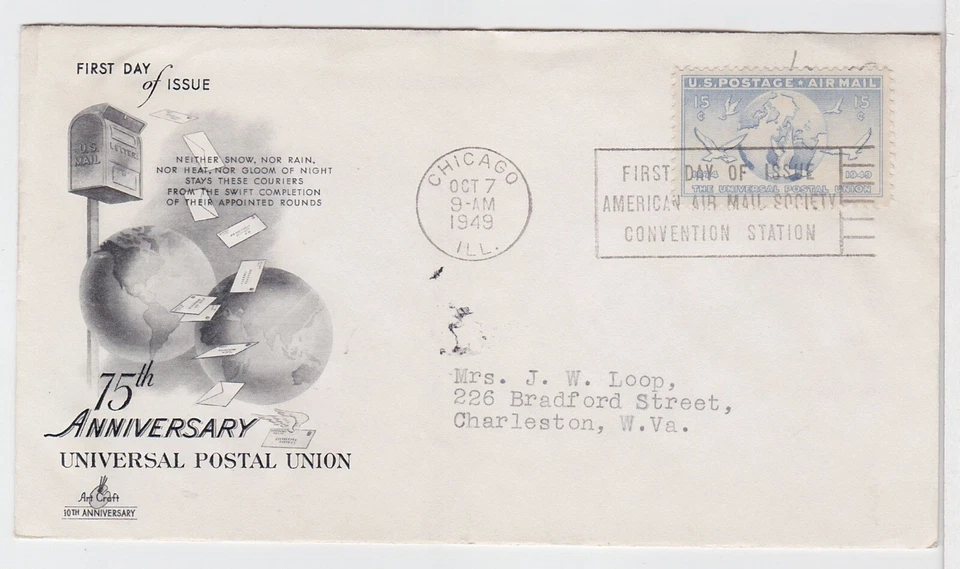 FIRST DAY
of ISSUE
U.S.
MAIL
LETTERS
NEITHER SNOW, NOR RAIN,
NOR HEAT, NOR GLOOM OF NIGHT
STAYS THESE COURIERS
FROM THE SWIFT COMPLETION
OF THEIR APPOINTED ROUNDS
75th
ANNIVERSARY
UNIVERSAL POSTAL UNION
Art Craft
10TH ANNIVERSARY
CHICAGO
OCT 7
9-AM
1949
ILL.
U.S. POSTAGE ★ AIRMAIL
15 ¢ 15 ¢
1949
THE UNIVERSAL POSTAL UNION
FIRST DAY OF ISSUE
AMERICAN AIR MAIL SOCIETY
CONVENTION STATION
Mrs. J. W. Loop,
226 Bradford Street,
Charleston, W.Va.